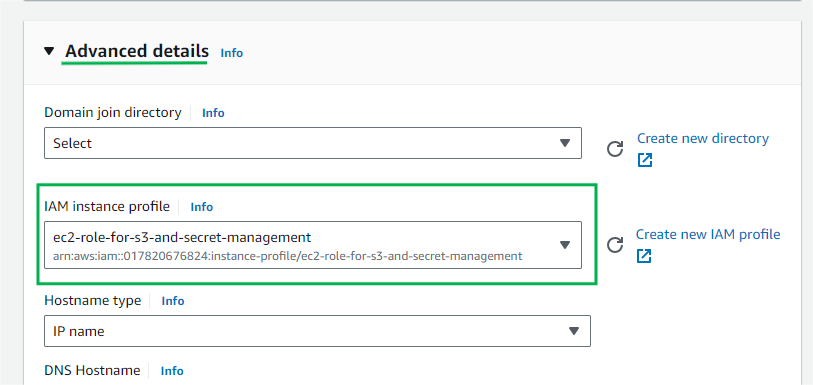 Advanced details Info
Domain join directory Info
Select
Create new directory
IAM instance profile Info
ec2-role-for-s3-and-secret-management
arn:aws:iam::017820676824:instance-profile/ec2-role-for-s3-and-secret-management
Create new IAM profile
Hostname type Info
IP name
DNS Hostname Info